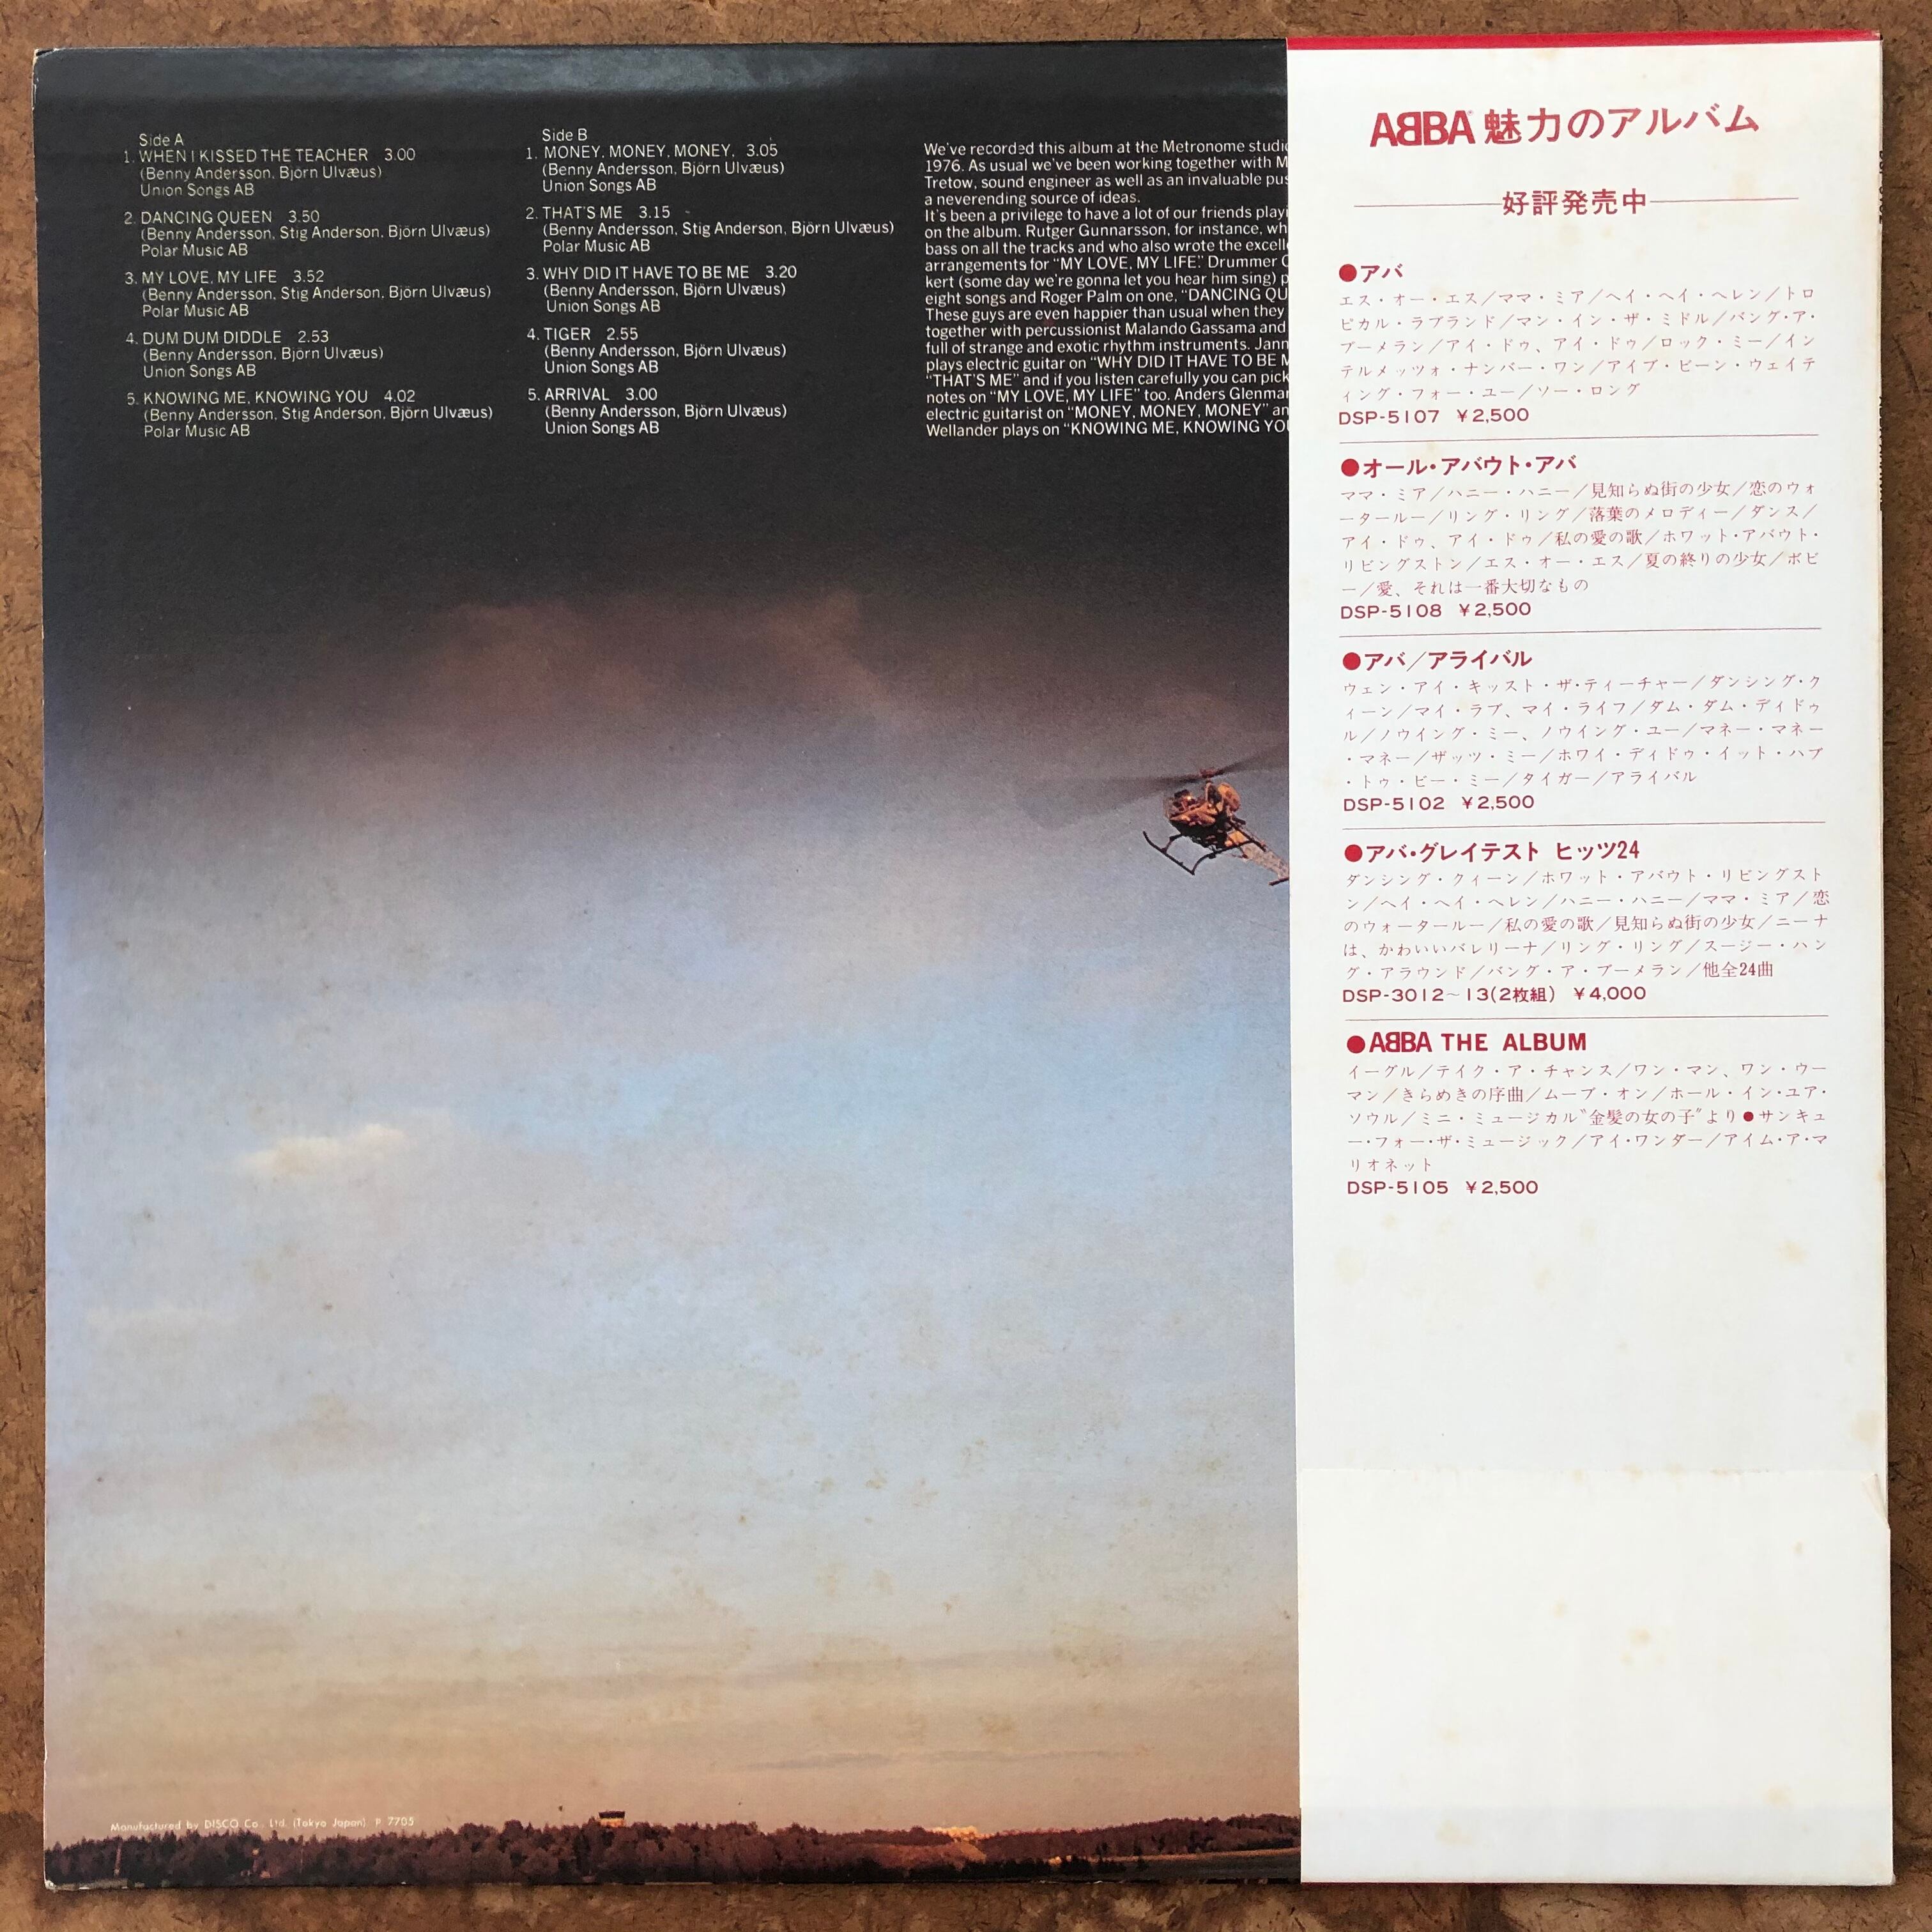 Side A
1. WHEN I KISSED THE TEACHER 3.00
(Benny Andersson, Björn Ulvæus)
Union Songs AB
2. DANCING QUEEN 3.50
(Benny Andersson, Stig Anderson, Björn Ulvæus)
Polar Music AB
3. MY LOVE, MY LIFE 3.52
(Benny Andersson, Stig Anderson, Björn Ulvæus)
Polar Music AB
4. DUM DUM DIDDLE 2.53
(Benny Andersson, Björn Ulvæus)
Union Songs AB
5. KNOWING ME, KNOWING YOU 4.02
(Benny Andersson, Stig Anderson, Björn Ulvæus)
Polar Music AB
Side B
1. MONEY, MONEY, MONEY, 3.05
(Benny Andersson, Björn Ulvæus)
Union Songs AB
2. THAT'S ME 3.15
(Benny Andersson, Stig Anderson, Björn Ulvæus)
Polar Music AB
3. WHY DID IT HAVE TO BE ME 3.20
(Benny Andersson, Björn Ulvæus)
Union Songs AB
4. TIGER 2.55
(Benny Andersson, Björn Ulvæus)
Union Songs AB
5. ARRIVAL 3.00
(Benny Andersson, Björn Ulvæus)
Union Songs AB
We've recorded this album at the Metronome studi
1976. As usual we've been working together with M
Tretow, sound engineer as well as an invaluable pus
a neverending source of ideas.
It's been a privilege to have a lot of our friends playi
on the album. Rutger Gunnarsson, for instance, wh
bass on all the tracks and who also wrote the excell
arrangements for "MY LOVE, MY LIFE". Drummer
kert (some day we're gonna let you hear him sing) p
eight songs and Roger Palm on one, "DANCING QU
These guys are even happier than usual when they
together with percussionist Malando Gassama and
full of strange and exotic rhythm instruments. Jann
plays electric guitar on "WHY DID IT HAVE TO BE M
"THAT'S ME" and if you listen carefully you can pick
notes on "MY LOVE, MY LIFE" too. Anders Glenmar
electric guitarist on "MONEY, MONEY, MONEY" an
Wellander plays on "KNOWING ME, KNOWING YOU
Manufactured by DISCO Co., Ltd. (Tokyo Japan) P 7705
ABBA 魅力のアルバム
好評発売中
●アバ
エス・オー・エス／ママ・ミア／ヘイ・ヘイ・ヘレン／トロ
ピカル・ラブランド／マン・イン・ザ・ミドル／バング・ア・
ブーメラン／アイ・ドゥ、アイ・ドゥ／ロック・ミー／イン
テルメッツォ・ナンバー・ワン／アイブ・ビーン・ウェイテ
ィング・フォー・ユー／ソー・ロング
DSP-5107 ￥2,500
●オール・アバウト・アバ
ママ・ミア／ハニー・ハニー／見知らぬ街の少女／恋のウォ
ータールー／リング・リング／落葉のメロディー／ダンス／
アイ・ドゥ、アイ・ドゥ／私の愛の歌／ホワット・アバウト・
リビングストン／エス・オー・エス／夏の終りの少女／ボビ
ー／愛、それは一番大切なもの
DSP-5108 ￥2,500
●アバ／アライバル
ウェン・アイ・キッスト・ザ・ティーチャー／ダンシング・ク
ィーン／マイ・ラブ、マイ・ライフ／ダム・ダム・ディドゥ
ル／ノウイング・ミー、ノウイング・ユー／マネー・マネー
・マネー／ザッツ・ミー／ホワイ・ディドゥ・イット・ハブ
・トゥ・ビー・ミー／タイガー／アライバル
DSP-5102 ￥2,500
●アバ・グレイテスト ヒッツ24
ダンシング・クィーン／ホワット・アバウト・リビングスト
ン／ヘイ・ヘイ・ヘレン／ハニー・ハニー／ママ・ミア／恋
のウォータールー／私の愛の歌／見知らぬ街の少女／ニーナ
は、かわいいバレリーナ／リング・リング／スージー・ハン
グ・アラウンド／バング・ア・ブーメラン／他全24曲
DSP-3012～13(2枚組) ￥4,000
●ABBA THE ALBUM
イーグル／テイク・ア・チャンス／ワン・マン、ワン・ウー
マン／きらめきの序曲／ムーブ・オン／ホール・イン・ユア・
ソウル／ミニ・ミュージカル"金髪の女の子"より●サンキュ
ー・フォー・ザ・ミュージック／アイ・ワンダー／アイム・ア・マ
リオネット
DSP-5105 ￥2,500